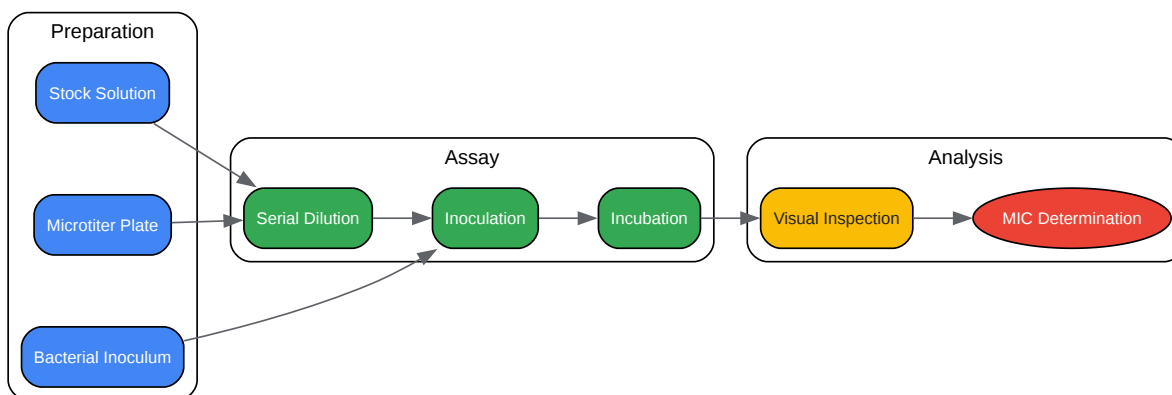 Preparation
Stock Solution
Microtiter Plate
Bacterial Inoculum
Assay
Serial Dilution
Inoculation
Incubation
Analysis
Visual Inspection
MIC Determination